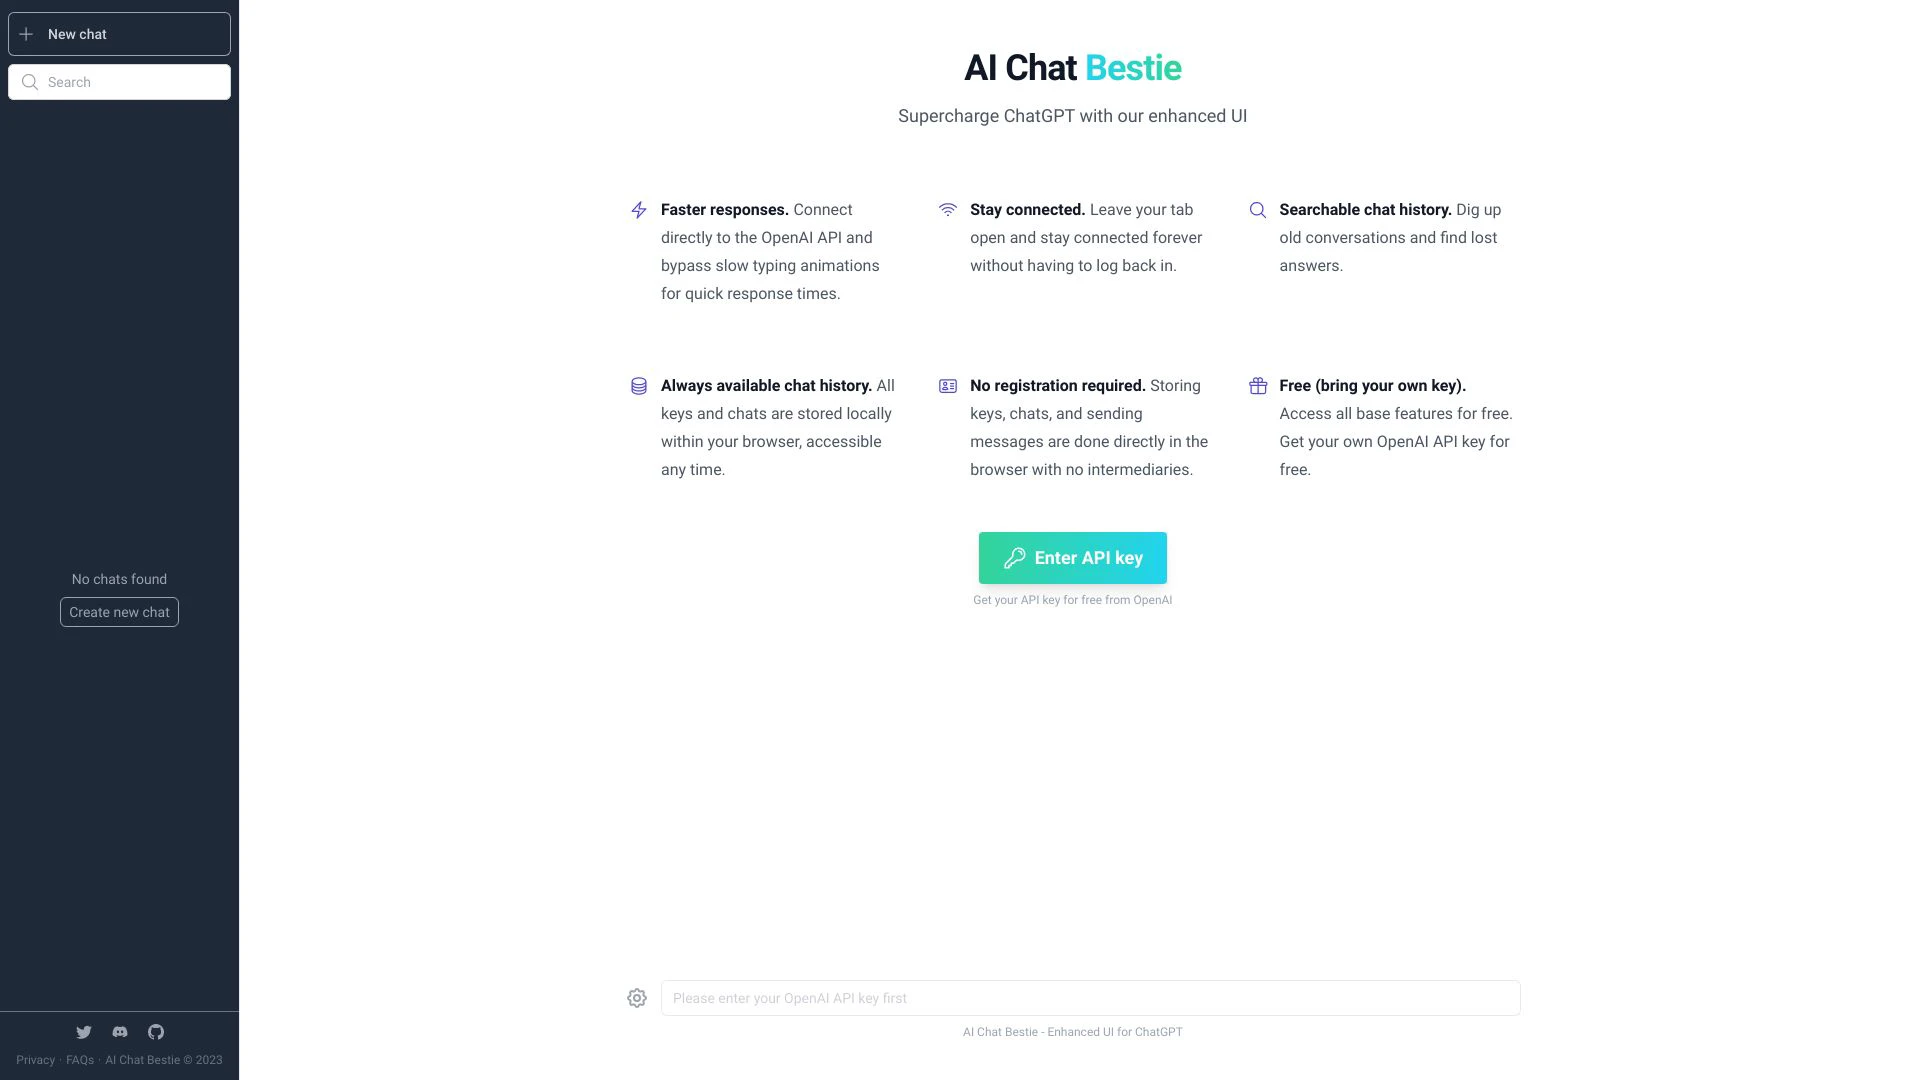 New chat
Search
No chats found
Create new chat
Privacy · FAQs · AI Chat Bestie © 2023
AI Chat Bestie
Supercharge ChatGPT with our enhanced UI
Faster responses. Connect
directly to the OpenAI API and
bypass slow typing animations
for quick response times.
Stay connected. Leave your tab
open and stay connected forever
without having to log back in.
Searchable chat history. Dig up
old conversations and find lost
answers.
Always available chat history. All
keys and chats are stored locally
within your browser, accessible
any time.
No registration required. Storing
keys, chats, and sending
messages are done directly in the
browser with no intermediaries.
Free (bring your own key).
Access all base features for free.
Get your own OpenAI API key for
free.
Enter API key
Get your API key for free from OpenAI
Please enter your OpenAI API key first
AI Chat Bestie - Enhanced UI for ChatGPT